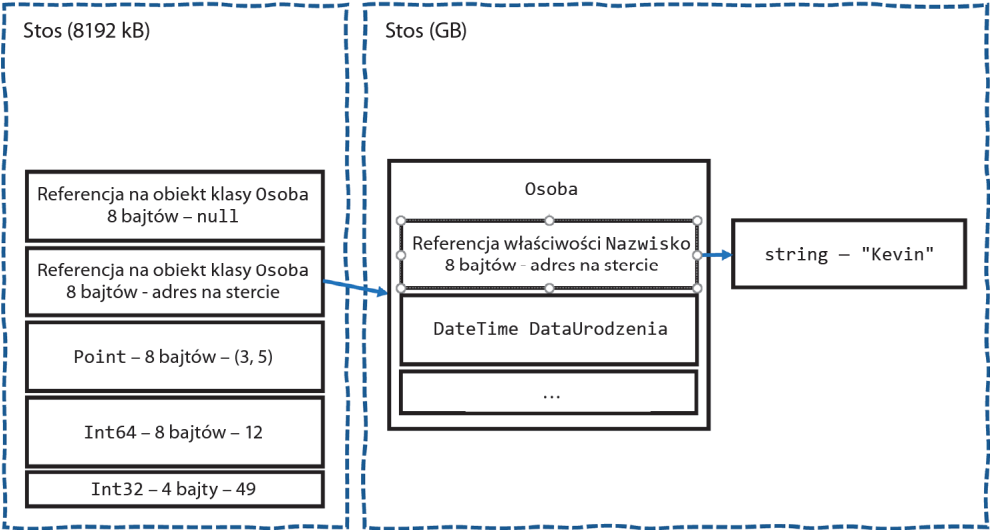 Stos (8192 kB)
Referencja na obiekt klasy Osoba
8 bajtów – null
Referencja na obiekt klasy Osoba
8 bajtów - adres na stercie
Point – 8 bajtów – (3, 5)
Int64 – 8 bajtów – 12
Int32 – 4 bajty – 49
Stos (GB)
Osoba
Referencja właściwości Nazwisko
8 bajtów - adres na stercie
DateTime DataUrodzenia
...
string – "Kevin"